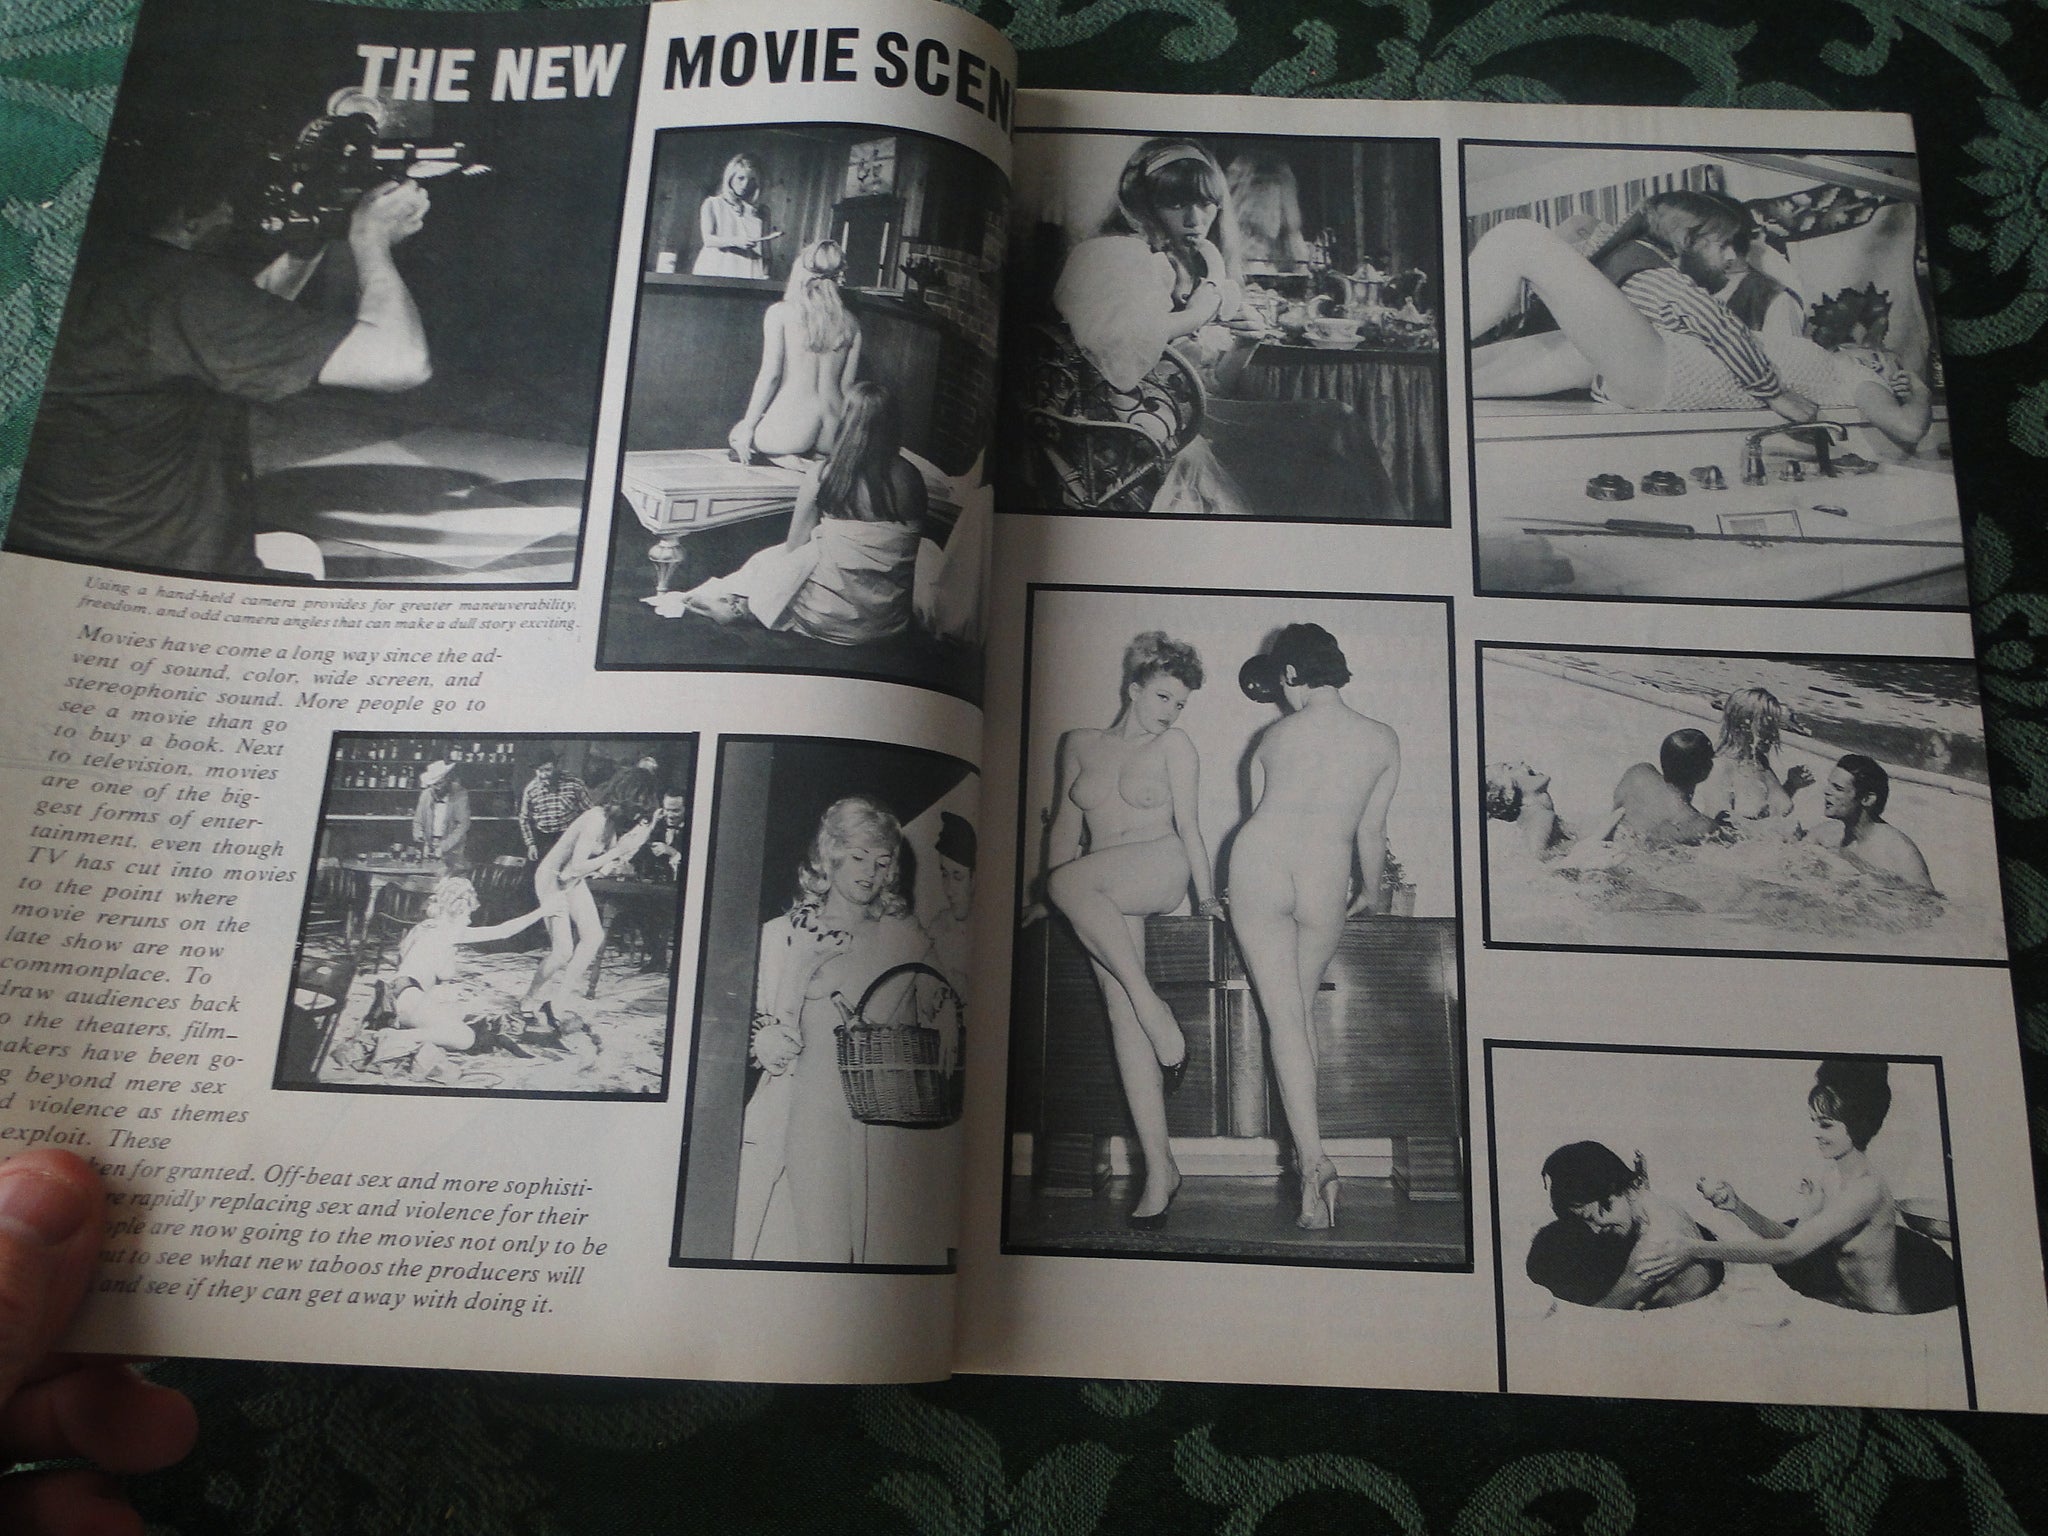 THE NEW MOVIE SCEN
Using a hand-held camera provides for greater maneuverability,
freedom, and odd camera angles that can make a dull story exciting.
Movies have come a long way since the ad-
vent of sound, color, wide screen, and
stereophonic sound. More people go to
see a movie than go
to buy a book. Next
to television, movies
are one of the big-
gest forms of enter-
tainment, even though
TV has cut into movies
to the point where
movie reruns on the
late show are now
commonplace. To
draw audiences back
o the theaters, film-
akers have been go-
g beyond mere sex
d violence as themes
exploit. These
ken for granted. Off-beat sex and more sophisti-
re rapidly replacing sex and violence for their
ople are now going to the movies not only to be
ut to see what new taboos the producers will
and see if they can get away with doing it.